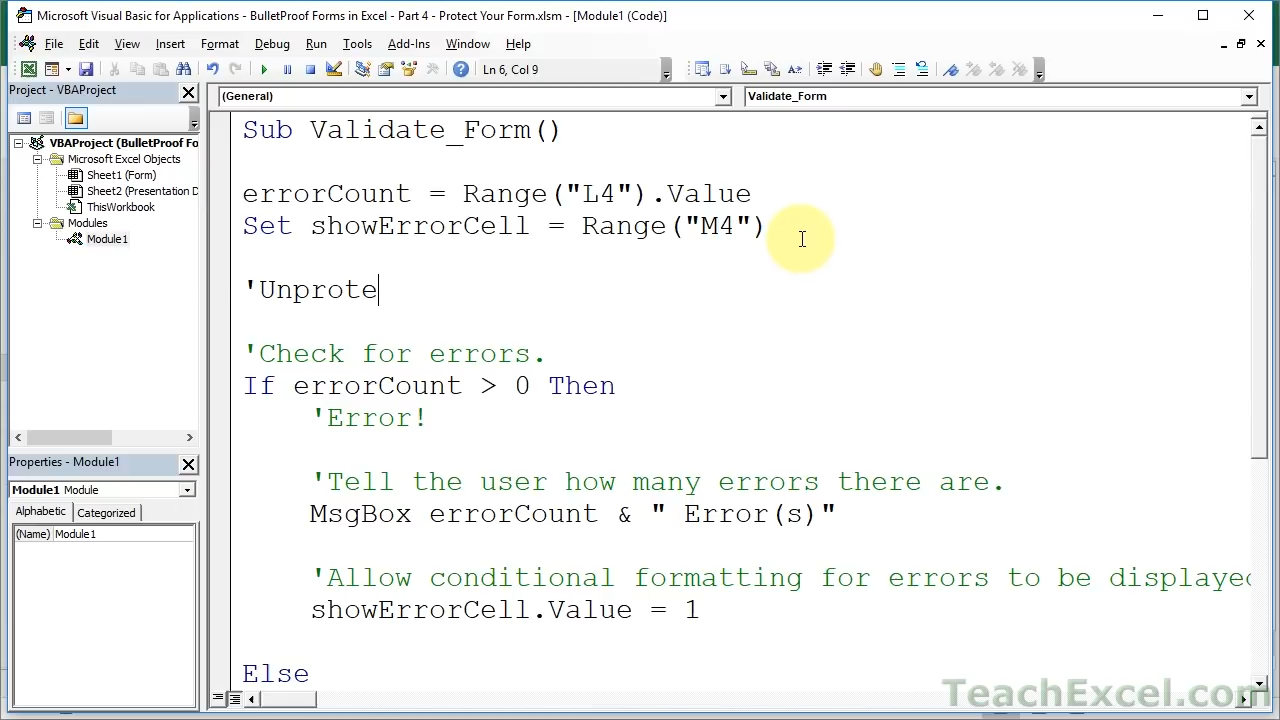 Microsoft Visual Basic for Applications - BulletProof Forms in Excel - Part 4 - Protect Your Form.xlsm - [Module1 (Code)]
File Edit View Insert Format Debug Run Tools Add-Ins Window Help
Ln 6, Col 9
Project - VBAProject
(General)
Validate_Form
VBAProject (BulletProof Fo
Microsoft Excel Objects
Sheet1 (Form)
Sheet2 (Presentation D
ThisWorkbook
Modules
Module1
Properties - Module1
Module1 Module
Alphabetic Categorized
(Name) Module1
Sub Validate_Form()
errorCount = Range("L4").Value
Set showErrorCell = Range("M4")
'Unprote
'Check for errors.
If errorCount > 0 Then
'Error!
'Tell the user how many errors there are.
MsgBox errorCount & " Error(s)"
'Allow conditional formatting for errors to be displayed
showErrorCell.Value = 1
Else
TeachExcel.com